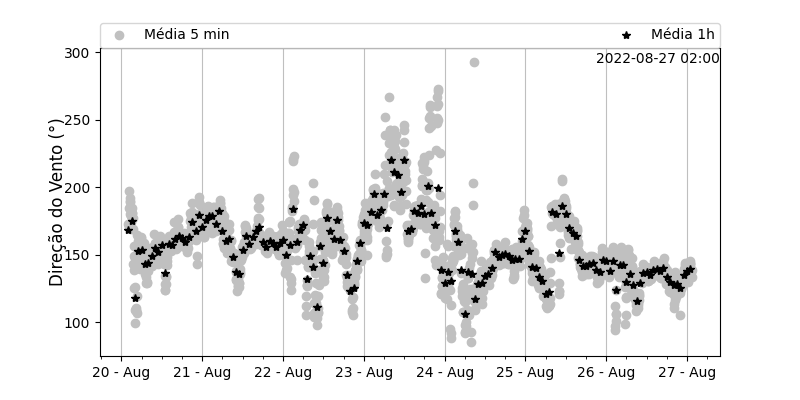 Média 5 min
Média 1h
2022-08-27 02:00
Direção do Vento (°)
300
250
200
150
100
20 - Aug
21 - Aug
22 - Aug
23 - Aug
24 - Aug
25 - Aug
26 - Aug
27 - Aug